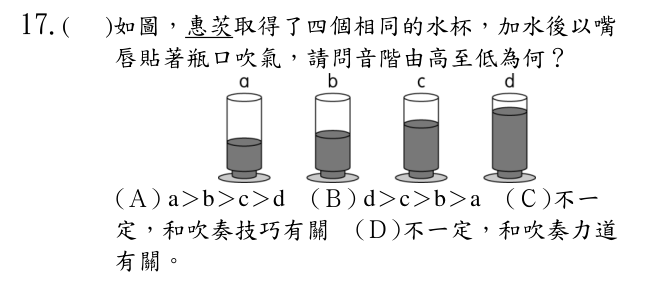 17.(　　)如圖，惠茨取得了四個相同的水杯，加水後以嘴
唇貼著瓶口吹氣，請問音階由高至低為何？
a b c d
（A）a＞b＞c＞d （B）d＞c＞b＞a （C）不一
定，和吹奏技巧有關 （D）不一定，和吹奏力道
有關。